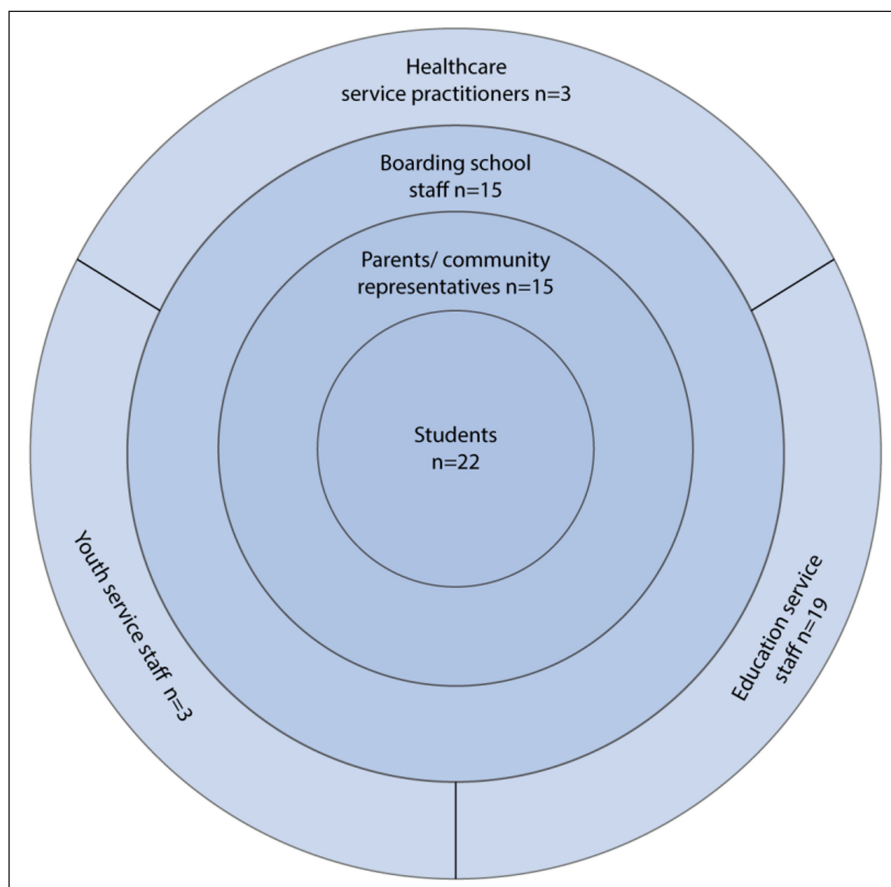 Healthcare
service practitioners n=3
Boarding school
staff n=15
Parents/ community
representatives n=15
Students
n=22
Youth service staff n=3
Education service
staff n=19